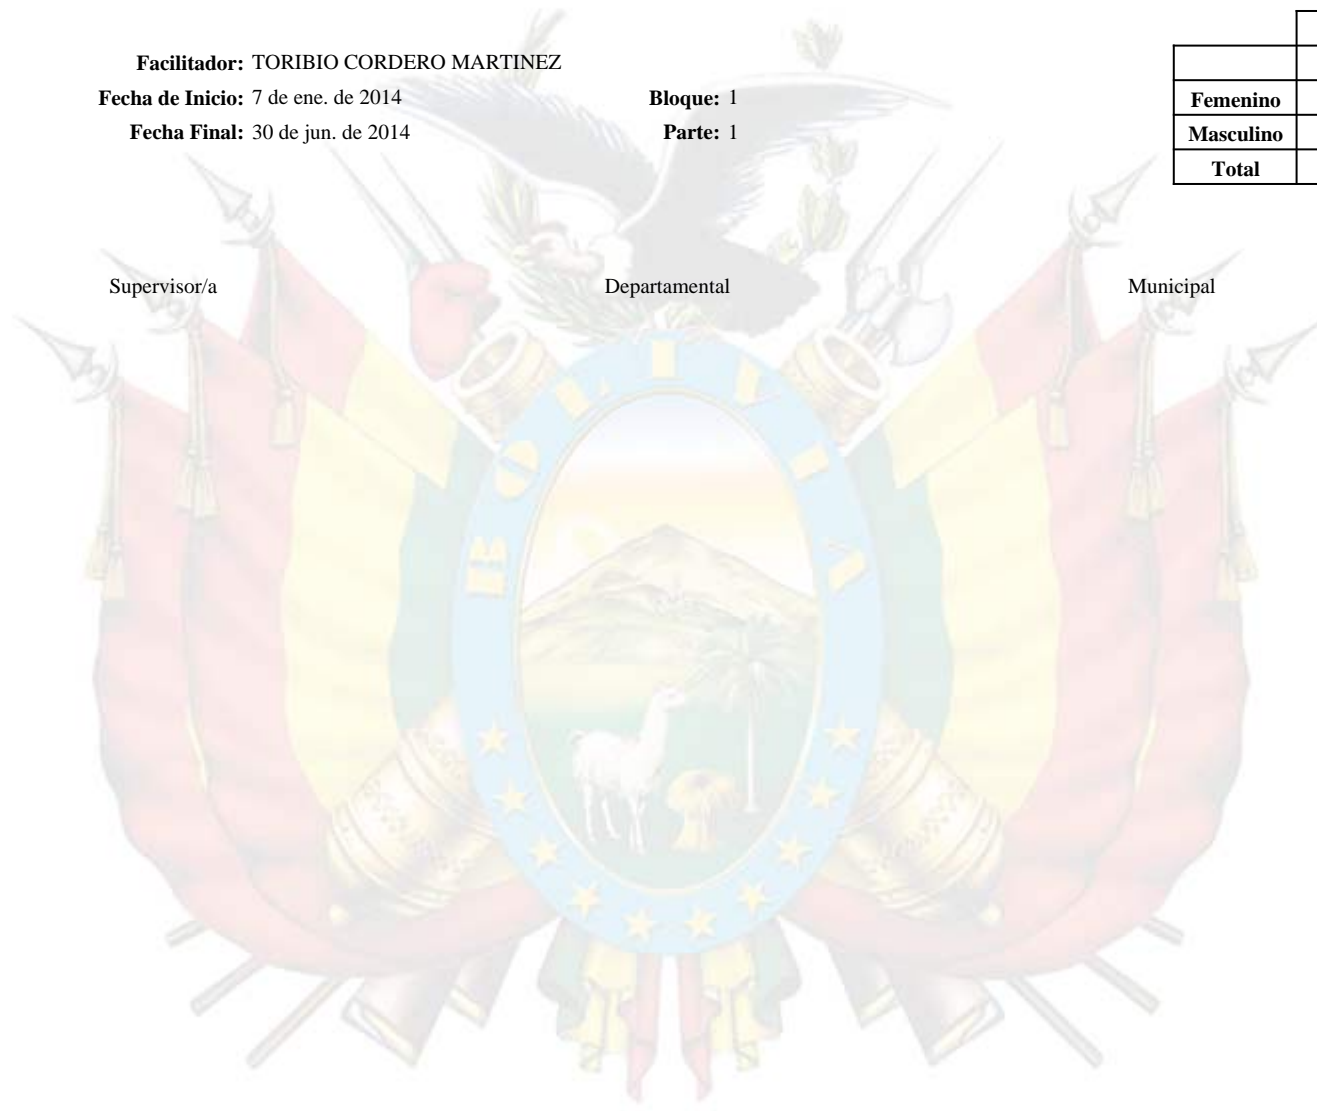 Facilitador: TORIBIO CORDERO MARTINEZ
Fecha de Inicio: 7 de ene. de 2014 Bloque: 1
Fecha Final: 30 de jun. de 2014 Parte: 1
Femenino
Masculino
Total
Supervisor/a Departamental Municipal
BOLIVIA